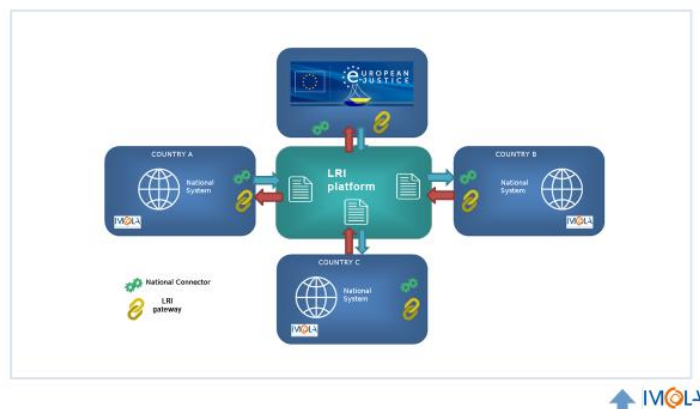 EUROPEAN
JUSTICE
COUNTRY A
National
System
IMOLA
LRI
platform
COUNTRY B
National
System
IMOLA
COUNTRY C
National
System
IMOLA
National Connector
LRI
gateway
IMOLA